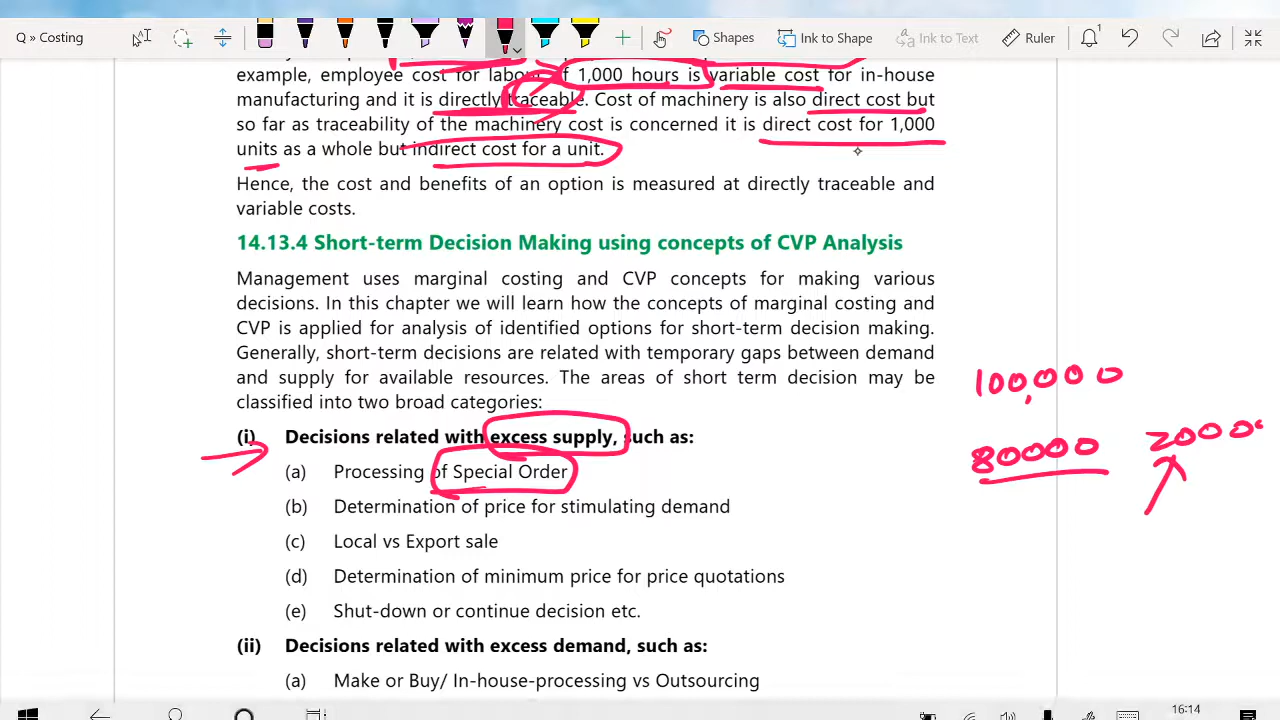 Q » Costing
Shapes
Ink to Shape
Ink to Text
Ruler
example, employee cost for labour of 1,000 hours is variable cost for in-house
manufacturing and it is directly traceable. Cost of machinery is also direct cost but
so far as traceability of the machinery cost is concerned it is direct cost for 1,000
units as a whole but indirect cost for a unit.
Hence, the cost and benefits of an option is measured at directly traceable and
variable costs.
14.13.4 Short-term Decision Making using concepts of CVP Analysis
Management uses marginal costing and CVP concepts for making various
decisions. In this chapter we will learn how the concepts of marginal costing and
CVP is applied for analysis of identified options for short-term decision making.
Generally, short-term decisions are related with temporary gaps between demand
and supply for available resources. The areas of short term decision may be
classified into two broad categories:
100,000
(i) Decisions related with excess supply, such as:
80000 20000
(a) Processing of Special Order
(b) Determination of price for stimulating demand
(c) Local vs Export sale
(d) Determination of minimum price for price quotations
(e) Shut-down or continue decision etc.
(ii) Decisions related with excess demand, such as:
(a) Make or Buy/ In-house-processing vs Outsourcing
16:14